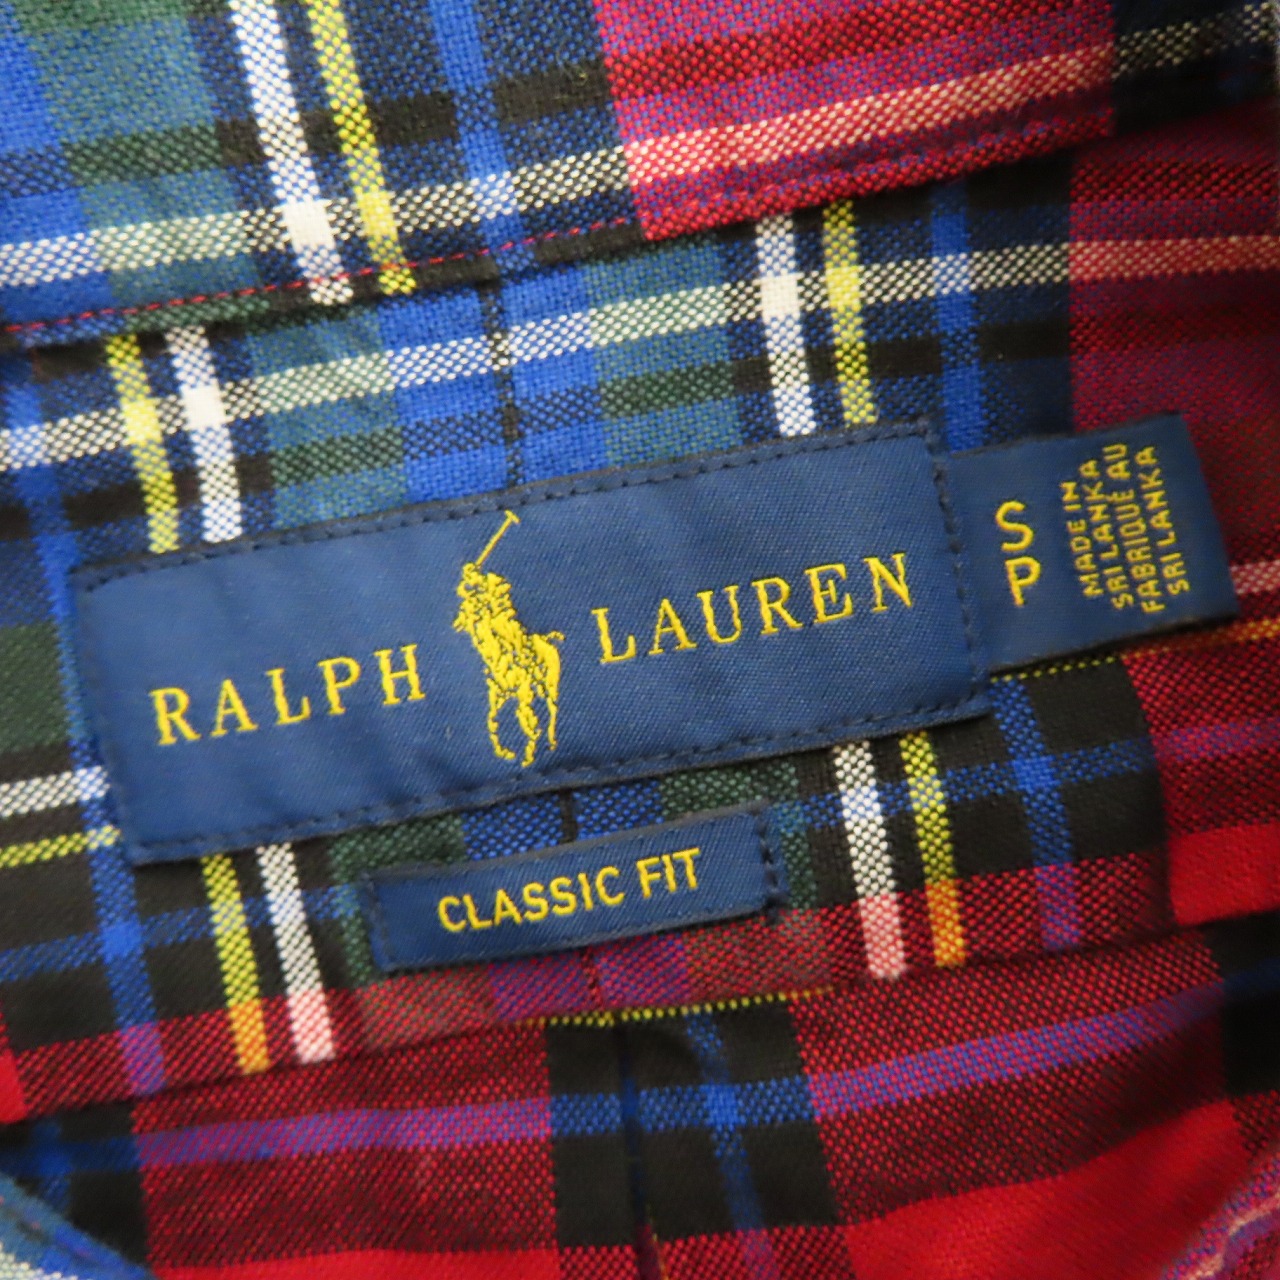 RALPH LAUREN
S
P
MADE IN
SRI LANKA
FABRIQUÉ AU
SRI LANKA
CLASSIC FIT